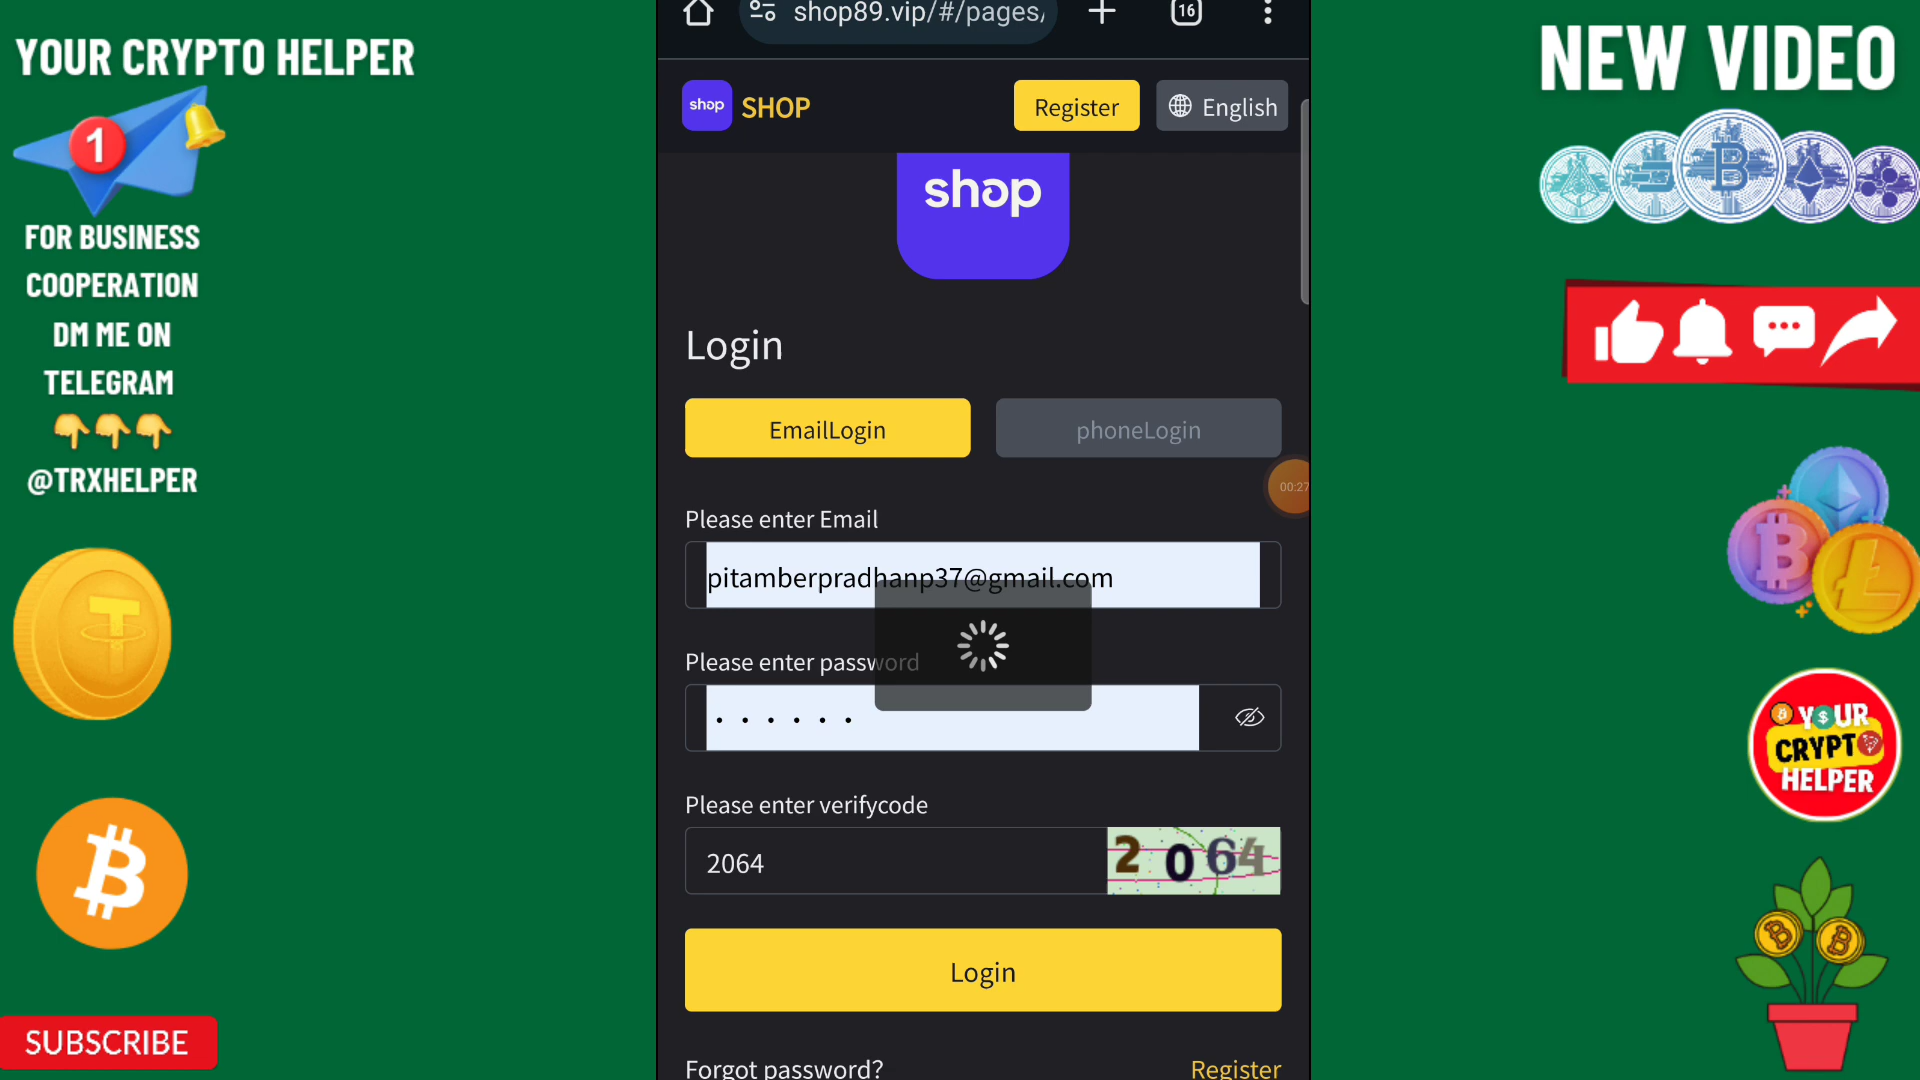 YOUR CRYPTO HELPER
1
FOR BUSINESS
COOPERATION
DM ME ON
TELEGRAM
👇👇👇
@TRXHELPER
SUBSCRIBE
shop89.vip/#/pages/
16
shop
SHOP
Register
English
shop
Login
EmailLogin
phoneLogin
00:27
Please enter Email
pitamberpradhanp37@gmail.com
Please enter password
Please enter verifycode
2064
2064
Login
Forgot password?
Register
NEW VIDEO
Y$UR
CRYPT
HELPER